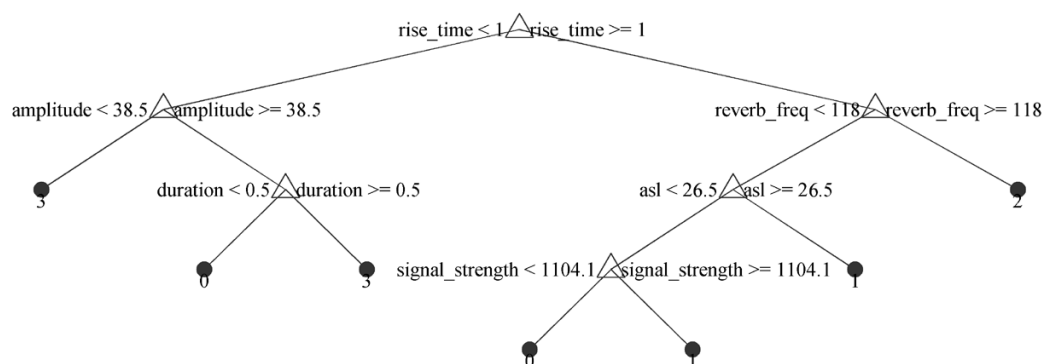 rise_time < 1 rise_time >= 1
amplitude < 38.5 amplitude >= 38.5 reverb_freq < 118 reverb_freq >= 118
3 duration < 0.5 duration >= 0.5 asl < 26.5 asl >= 26.5 2
0 3 signal_strength < 1104.1 signal_strength >= 1104.1 1
0 1